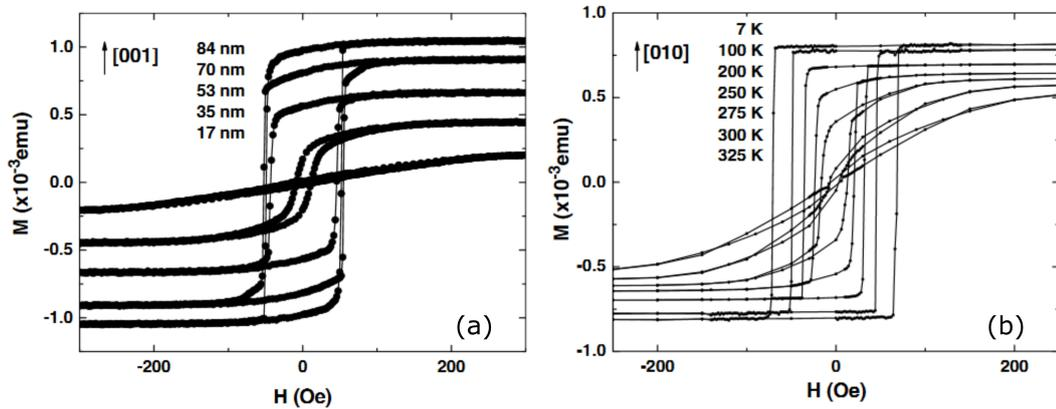 1.0
0.5
0.0
-0.5
-1.0
M (x10⁻³emu)
[001]
84 nm
70 nm
53 nm
35 nm
17 nm
(a)
-200
0
200
H (Oe)
1.0
0.5
0.0
-0.5
-1.0
M (x10⁻³emu)
[010]
7 K
100 K
200 K
250 K
275 K
300 K
325 K
(b)
-200
0
200
H (Oe)